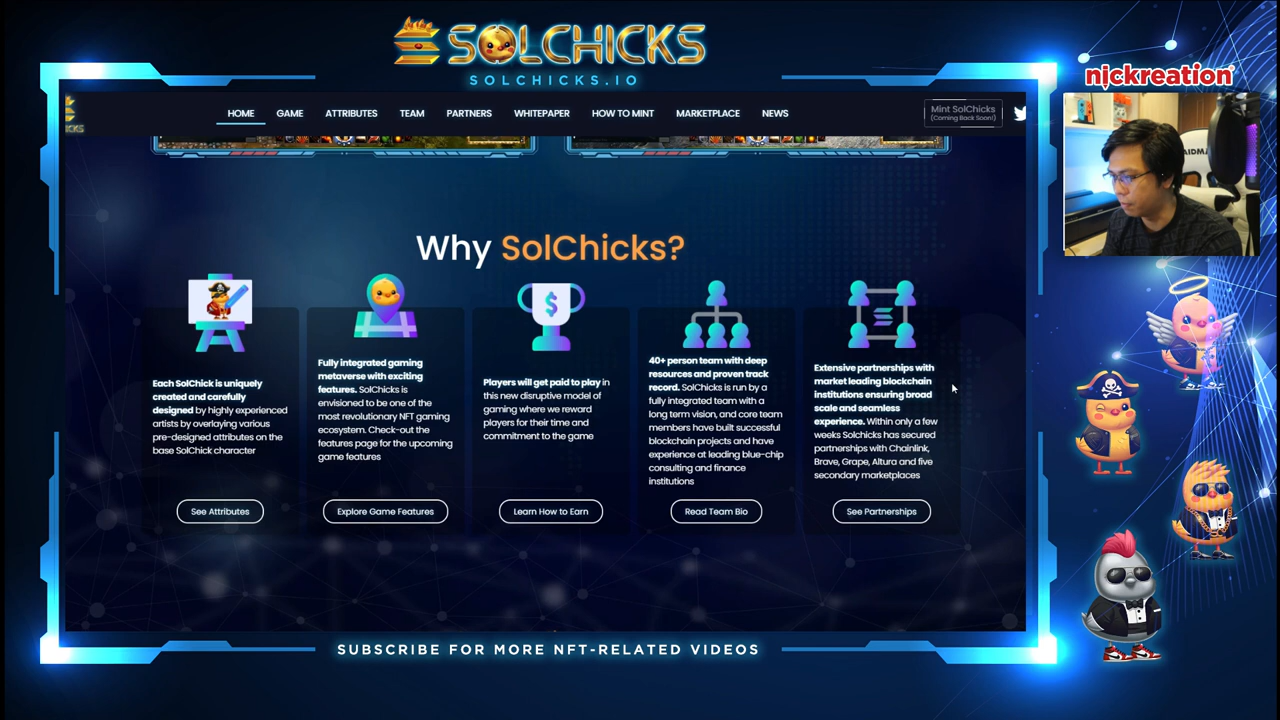 SOLCHICKS
SOLCHICKS.IO
nickreation
HOME GAME ATTRIBUTES TEAM PARTNERS WHITEPAPER HOW TO MINT MARKETPLACE NEWS
Mint SolChicks
(Coming Back Soon!)
Why SolChicks?
Each SolChick is uniquely
created and carefully
designed by highly experienced
artists by overlaying various
pre-designed attributes on the
base SolChick character
See Attributes
Fully integrated gaming
metaverse with exciting
features. SolChicks is
envisioned to be one of the
most revolutionary NFT gaming
ecosystem. Check-out the
features page for the upcoming
game features
Explore Game Features
Players will get paid to play in
this new disruptive model of
gaming where we reward
players for their time and
commitment to the game
Learn How to Earn
40+ person team with deep
resources and proven track
record. SolChicks is run by a
fully integrated team with a
long term vision, and core team
members have built successful
blockchain projects and have
experience at leading blue-chip
consulting and finance
institutions
Read Team Bio
Extensive partnerships with
market leading blockchain
institutions ensuring broad
scale and seamless
experience. Within only a few
weeks Solchicks has secured
partnerships with Chainlink,
Brave, Grape, Altura and five
secondary marketplaces
See Partnerships
SUBSCRIBE FOR MORE NFT-RELATED VIDEOS